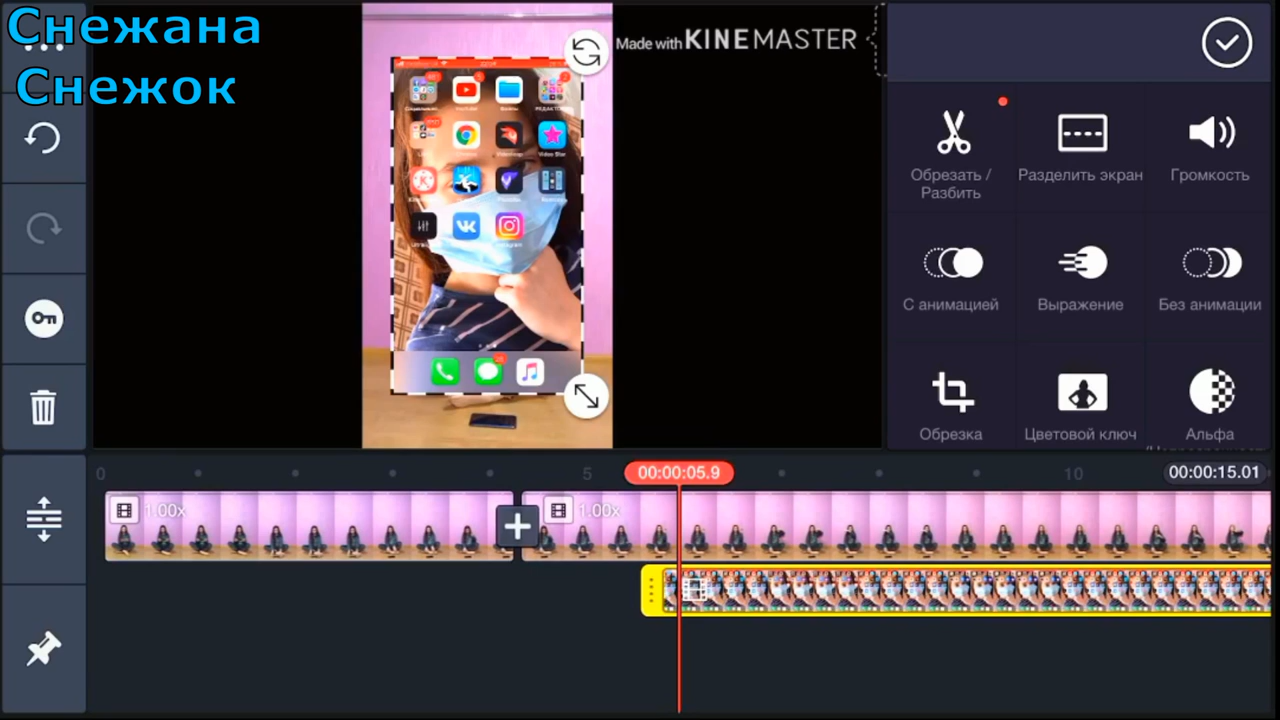 Снежана
Снежок
Made with KINEMASTER
Обрезать /
Разбить
Разделить экран
Громкость
С анимацией
Выражение
Без анимации
Обрезка
Цветовой ключ
Альфа
0
5
00:00:05.9
10
00:00:15.01
1.00x
1.00x